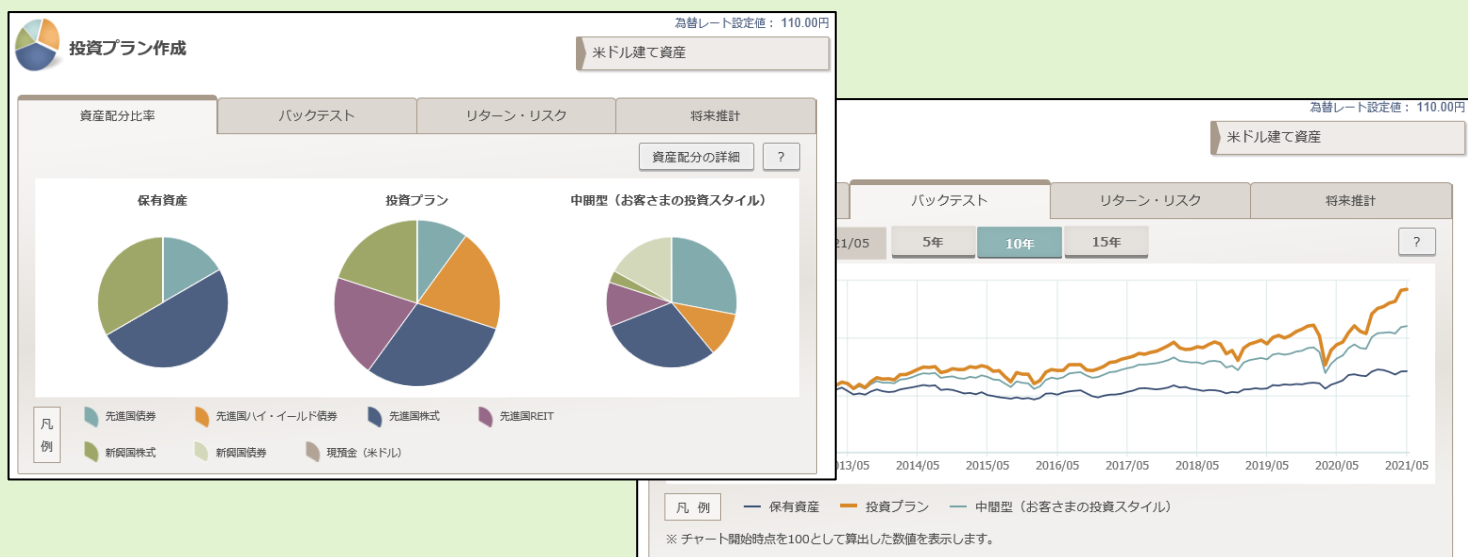 為替レート設定値： 110.00円
投資プラン作成
米ドル建て資産
資産配分比率
バックテスト
リターン・リスク
将来推計
資産配分の詳細
?
保有資産
投資プラン
中間型（お客さまの投資スタイル）
凡例
先進国債券
先進国ハイ・イールド債券
先進国株式
先進国REIT
新興国株式
新興国債券
現預金（米ドル）
為替レート設定値： 110.00円
米ドル建て資産
バックテスト
リターン・リスク
将来推計
21/05
5年
10年
15年
?
13/05
2014/05
2015/05
2016/05
2017/05
2018/05
2019/05
2020/05
2021/05
凡 例
保有資産
投資プラン
中間型（お客さまの投資スタイル）
※ チャート開始時点を100として算出した数値を表示します。